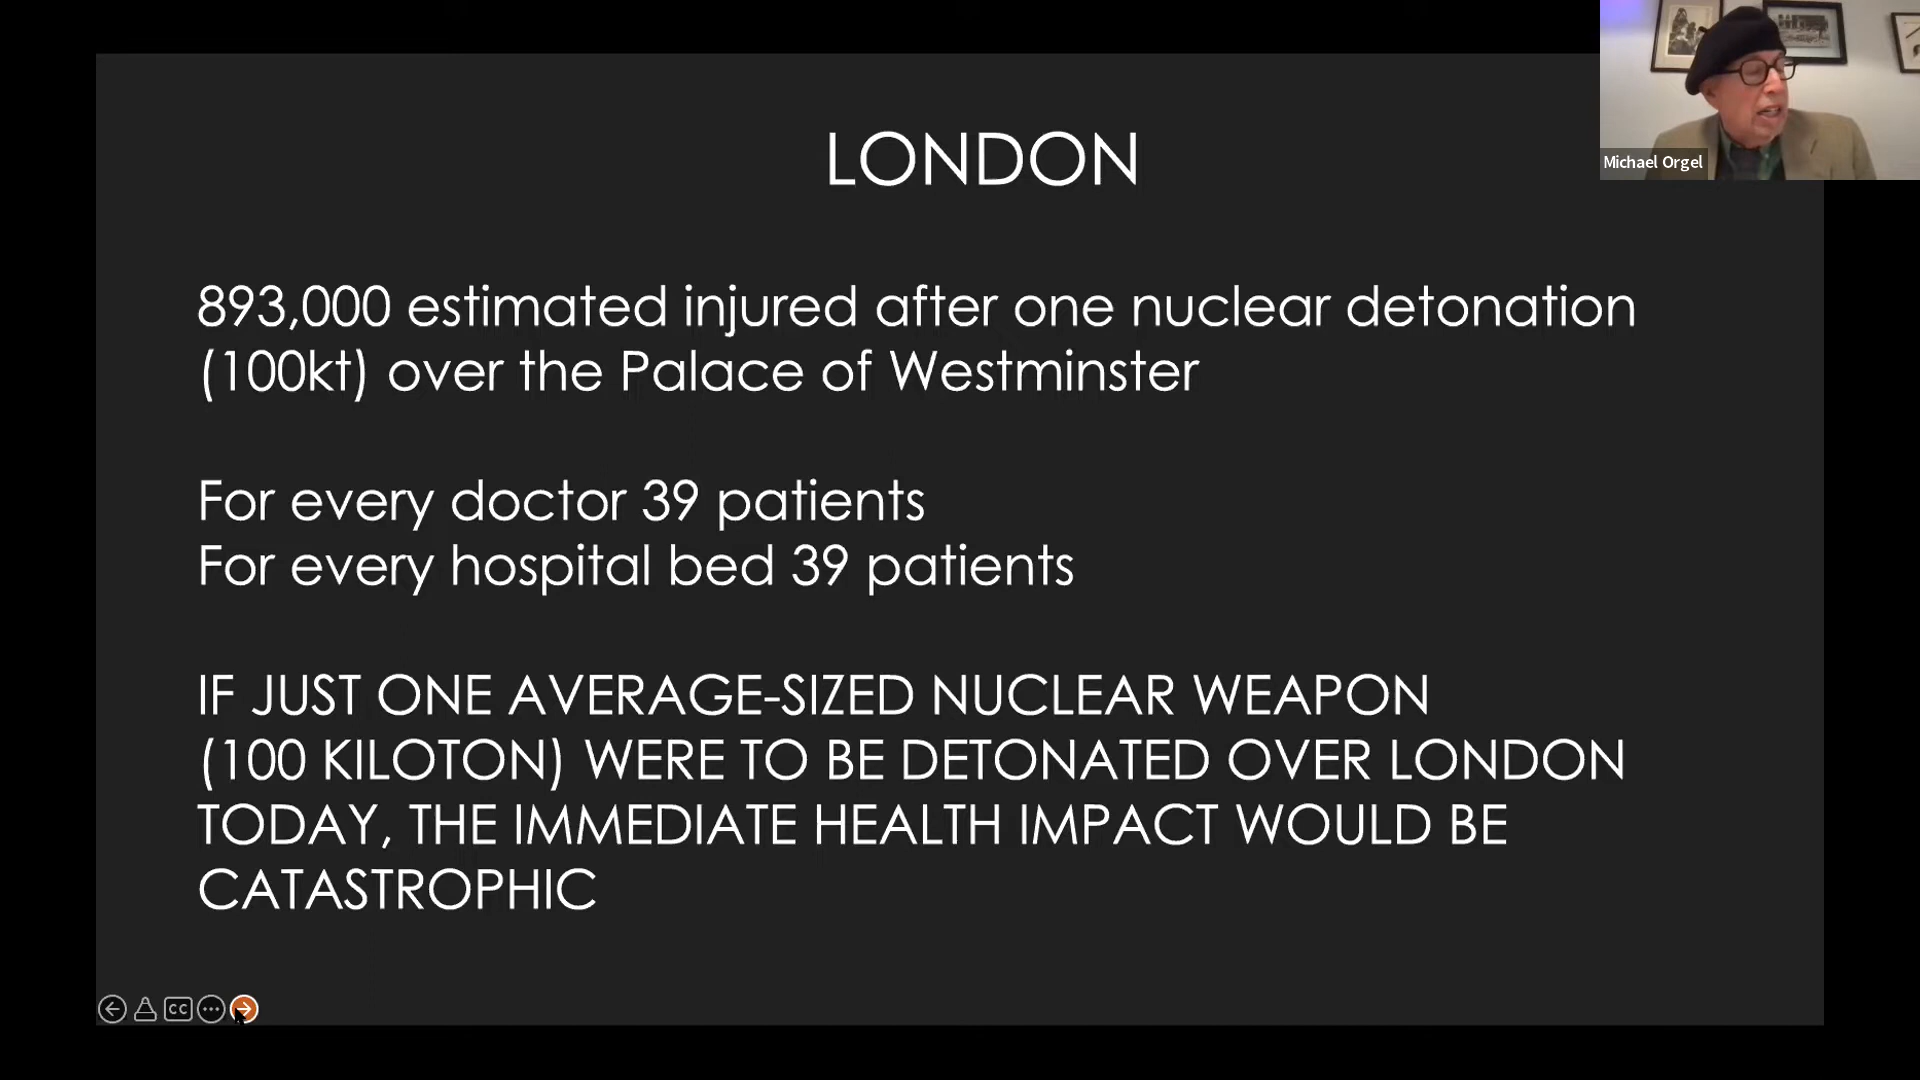 LONDON
893,000 estimated injured after one nuclear detonation
(100kt) over the Palace of Westminster
For every doctor 39 patients
For every hospital bed 39 patients
IF JUST ONE AVERAGE-SIZED NUCLEAR WEAPON
(100 KILOTON) WERE TO BE DETONATED OVER LONDON
TODAY, THE IMMEDIATE HEALTH IMPACT WOULD BE
CATASTROPHIC
Michael Orgel
CC